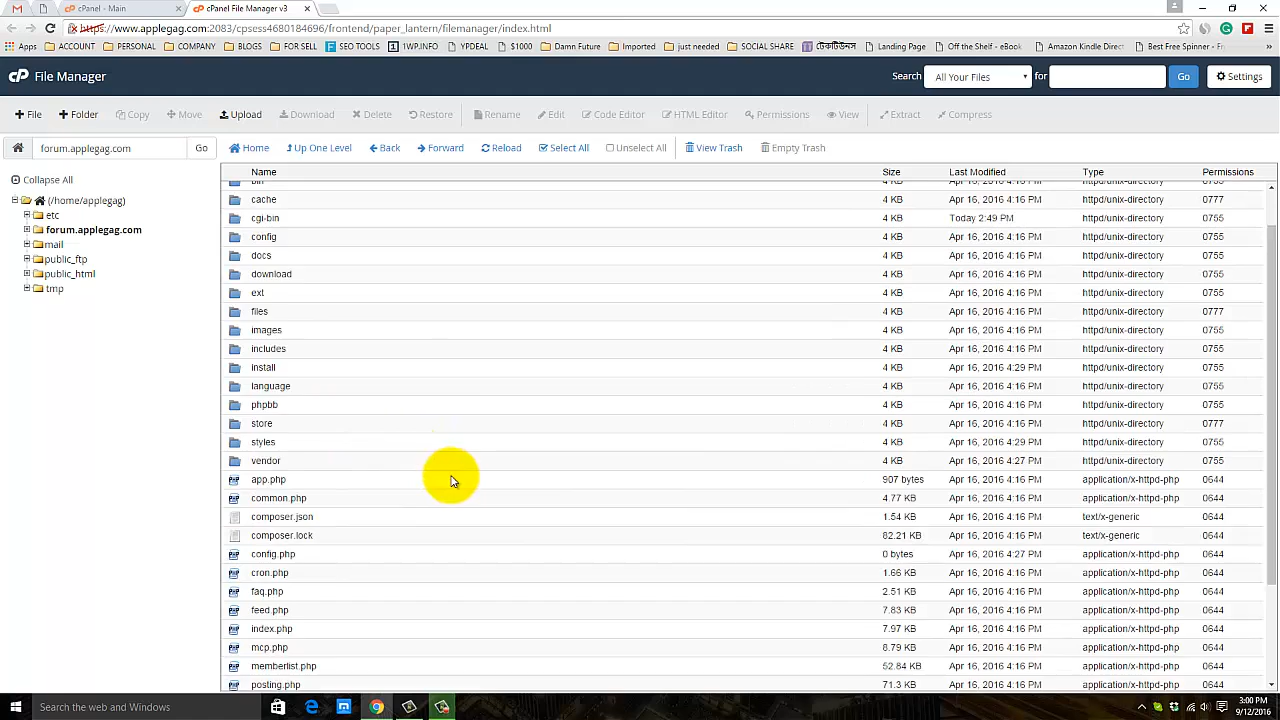 cPanel - Main
cPanel File Manager v3
https://www.applegag.com:2083/cpsess4680184696/frontend/paper_lantern/filemanager/index.html
Apps ACCOUNT PERSONAL COMPANY BLOGS FOR SELL SEO TOOLS 1WP.INFO YPDEAL $1000 Damn Future Imported just needed SOCIAL SHARE টেকটিউনস Landing Page Off the Shelf - eBook Amazon Kindle Direct Best Free Spinner - Fr
cP File Manager Search All Your Files for Go Settings
File Folder Copy Move Upload Download Delete Restore Rename Edit Code Editor HTML Editor Permissions View Extract Compress
forum.applegag.com Go Home Up One Level Back Forward Reload Select All Unselect All View Trash Empty Trash
Collapse All
(/home/applegag)
etc
forum.applegag.com
mail
public_ftp
public_html
tmp
Name Size Last Modified Type Permissions
bin 4 KB Apr 16, 2016 4:16 PM httpd/unix-directory 0755
cache 4 KB Apr 16, 2016 4:16 PM httpd/unix-directory 0777
cgi-bin 4 KB Today 2:49 PM httpd/unix-directory 0755
config 4 KB Apr 16, 2016 4:16 PM httpd/unix-directory 0755
docs 4 KB Apr 16, 2016 4:16 PM httpd/unix-directory 0755
download 4 KB Apr 16, 2016 4:16 PM httpd/unix-directory 0755
ext 4 KB Apr 16, 2016 4:16 PM httpd/unix-directory 0755
files 4 KB Apr 16, 2016 4:16 PM httpd/unix-directory 0777
images 4 KB Apr 16, 2016 4:16 PM httpd/unix-directory 0755
includes 4 KB Apr 16, 2016 4:16 PM httpd/unix-directory 0755
install 4 KB Apr 16, 2016 4:29 PM httpd/unix-directory 0755
language 4 KB Apr 16, 2016 4:16 PM httpd/unix-directory 0755
phpbb 4 KB Apr 16, 2016 4:16 PM httpd/unix-directory 0755
store 4 KB Apr 16, 2016 4:16 PM httpd/unix-directory 0777
styles 4 KB Apr 16, 2016 4:29 PM httpd/unix-directory 0755
vendor 4 KB Apr 16, 2016 4:27 PM httpd/unix-directory 0755
app.php 907 bytes Apr 16, 2016 4:16 PM application/x-httpd-php 0644
common.php 4.77 KB Apr 16, 2016 4:16 PM application/x-httpd-php 0644
composer.json 1.54 KB Apr 16, 2016 4:16 PM text/x-generic 0644
composer.lock 82.21 KB Apr 16, 2016 4:16 PM text/x-generic 0644
config.php 0 bytes Apr 16, 2016 4:27 PM application/x-httpd-php 0644
cron.php 1.66 KB Apr 16, 2016 4:16 PM application/x-httpd-php 0644
faq.php 2.51 KB Apr 16, 2016 4:16 PM application/x-httpd-php 0644
feed.php 7.83 KB Apr 16, 2016 4:16 PM application/x-httpd-php 0644
index.php 7.97 KB Apr 16, 2016 4:16 PM application/x-httpd-php 0644
mcp.php 8.79 KB Apr 16, 2016 4:16 PM application/x-httpd-php 0644
memberlist.php 52.84 KB Apr 16, 2016 4:16 PM application/x-httpd-php 0644
posting.php 71.3 KB Apr 16, 2016 4:16 PM application/x-httpd-php 0644
Search the web and Windows
3:00 PM
9/12/2016